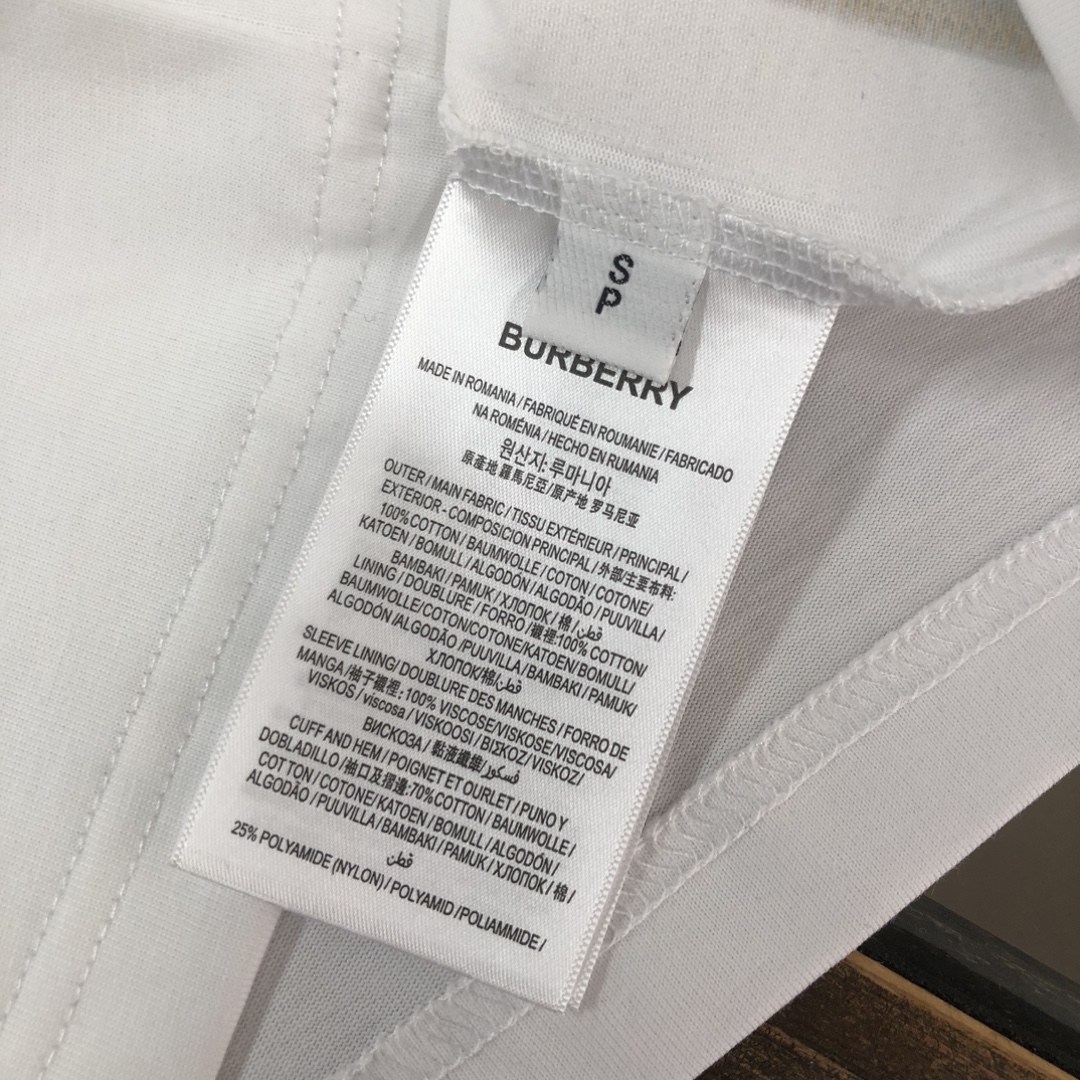 S
P
BURBERRY
MADE IN ROMANIA / FABRIQUÉ EN ROUMANIE / FABRICADO
NA ROMÉNIA / HECHO EN RUMANIA
원산지: 루마니아
原產地 羅馬尼亞/原产地 罗马尼亚
OUTER / MAIN FABRIC / TISSU EXTÉRIEUR / PRINCIPAL /
EXTERIOR - COMPOSICION PRINCIPAL / 外部/主要布料:
100% COTTON / BAUMWOLLE / COTON / COTONE/
KATOEN / BOMULL / ALGODÓN / ALGODÃO / PUUVILLA /
BAMBAKI / PAMUK / ХЛОПОК / 棉 / قطن
LINING / DOUBLURE / FORRO /襯裡:100% COTTON/
BAUMWOLLE/COTON/COTONE/KATOEN/ BOMULL/
ALGODÓN /ALGODÃO /PUUVILLA / BAMBAKI / PAMUK/
ХЛОПОК/棉/قطن
SLEEVE LINING/ DOUBLURE DES MANCHES / FORRO DE
MANGA /袖子襯裡: 100% VISCOSE/VISKOSE/VISCOSA/
VISKOS / viscosa / VISKOOSI / ΒΙΣΚΟΖ/ VISKOZ /
ВИСКОЗА / 黏液纖維/فسكوز
CUFF AND HEM / POIGNET ET OURLET / PUNO Y
DOBLADILLO /袖口及摺邊:70%COTTON / BAUMWOLLE /
COTTON / COTONE/ KATOEN / BOMULL / ALGODÓN /
ALGODÃO / PUUVILLA / BAMBAKI / PAMUK / ХЛОПОК/ 棉 /
قطن
25% POLYAMIDE (NYLON) / POLYAMID /POLIAMMIDE /